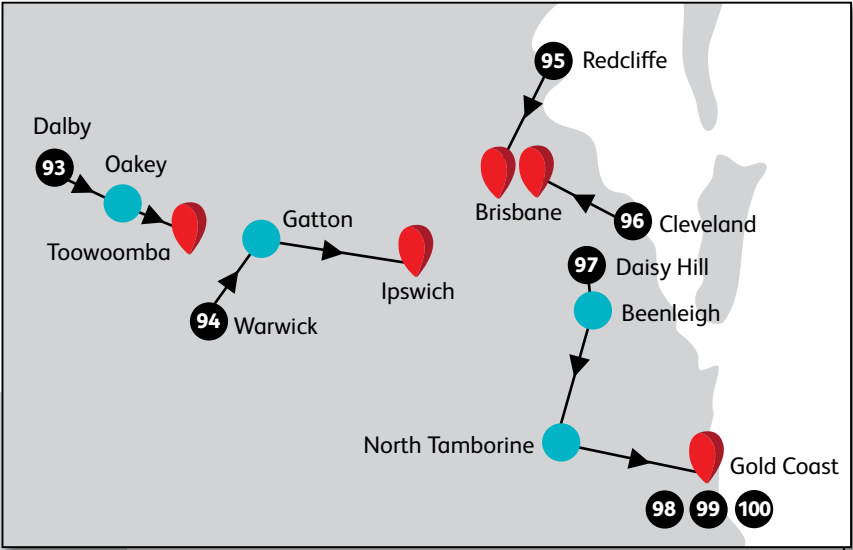 95 Redcliffe
Dalby
93
Oakey
Brisbane
96 Cleveland
Gatton
Toowoomba
97 Daisy Hill
Ipswich
94 Warwick
Beenleigh
North Tamborine
Gold Coast
98 99 100